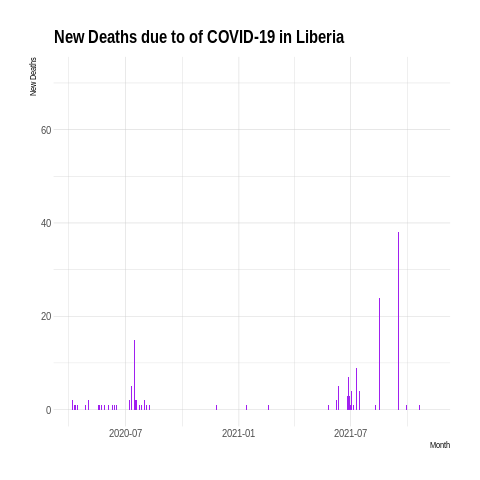 New Deaths due to of COVID-19 in Liberia
New Deaths
60
40
20
0
2020-07
2021-01
2021-07
Month